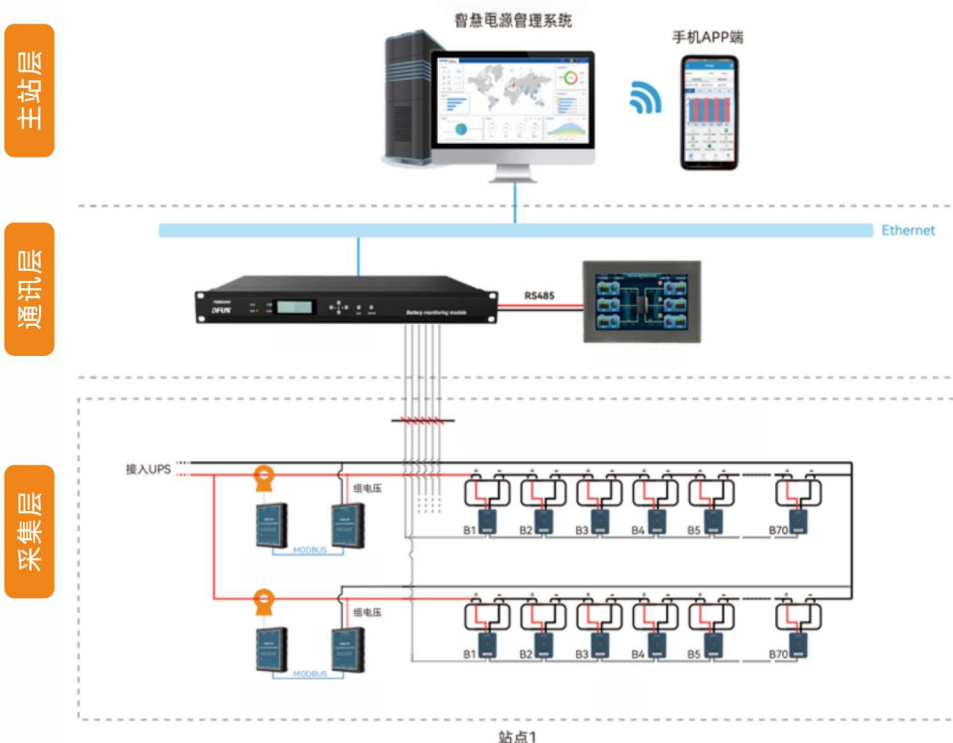 智慧电源管理系统
手机APP端
主站层
Ethernet
通讯层
DFUN
Battery monitoring module
RS485
采集层
接入UPS
组电压
MODBUS
B1 B2 B3 B4 B5 B70
组电压
MODBUS
B1 B2 B3 B4 B5 B70
站点1